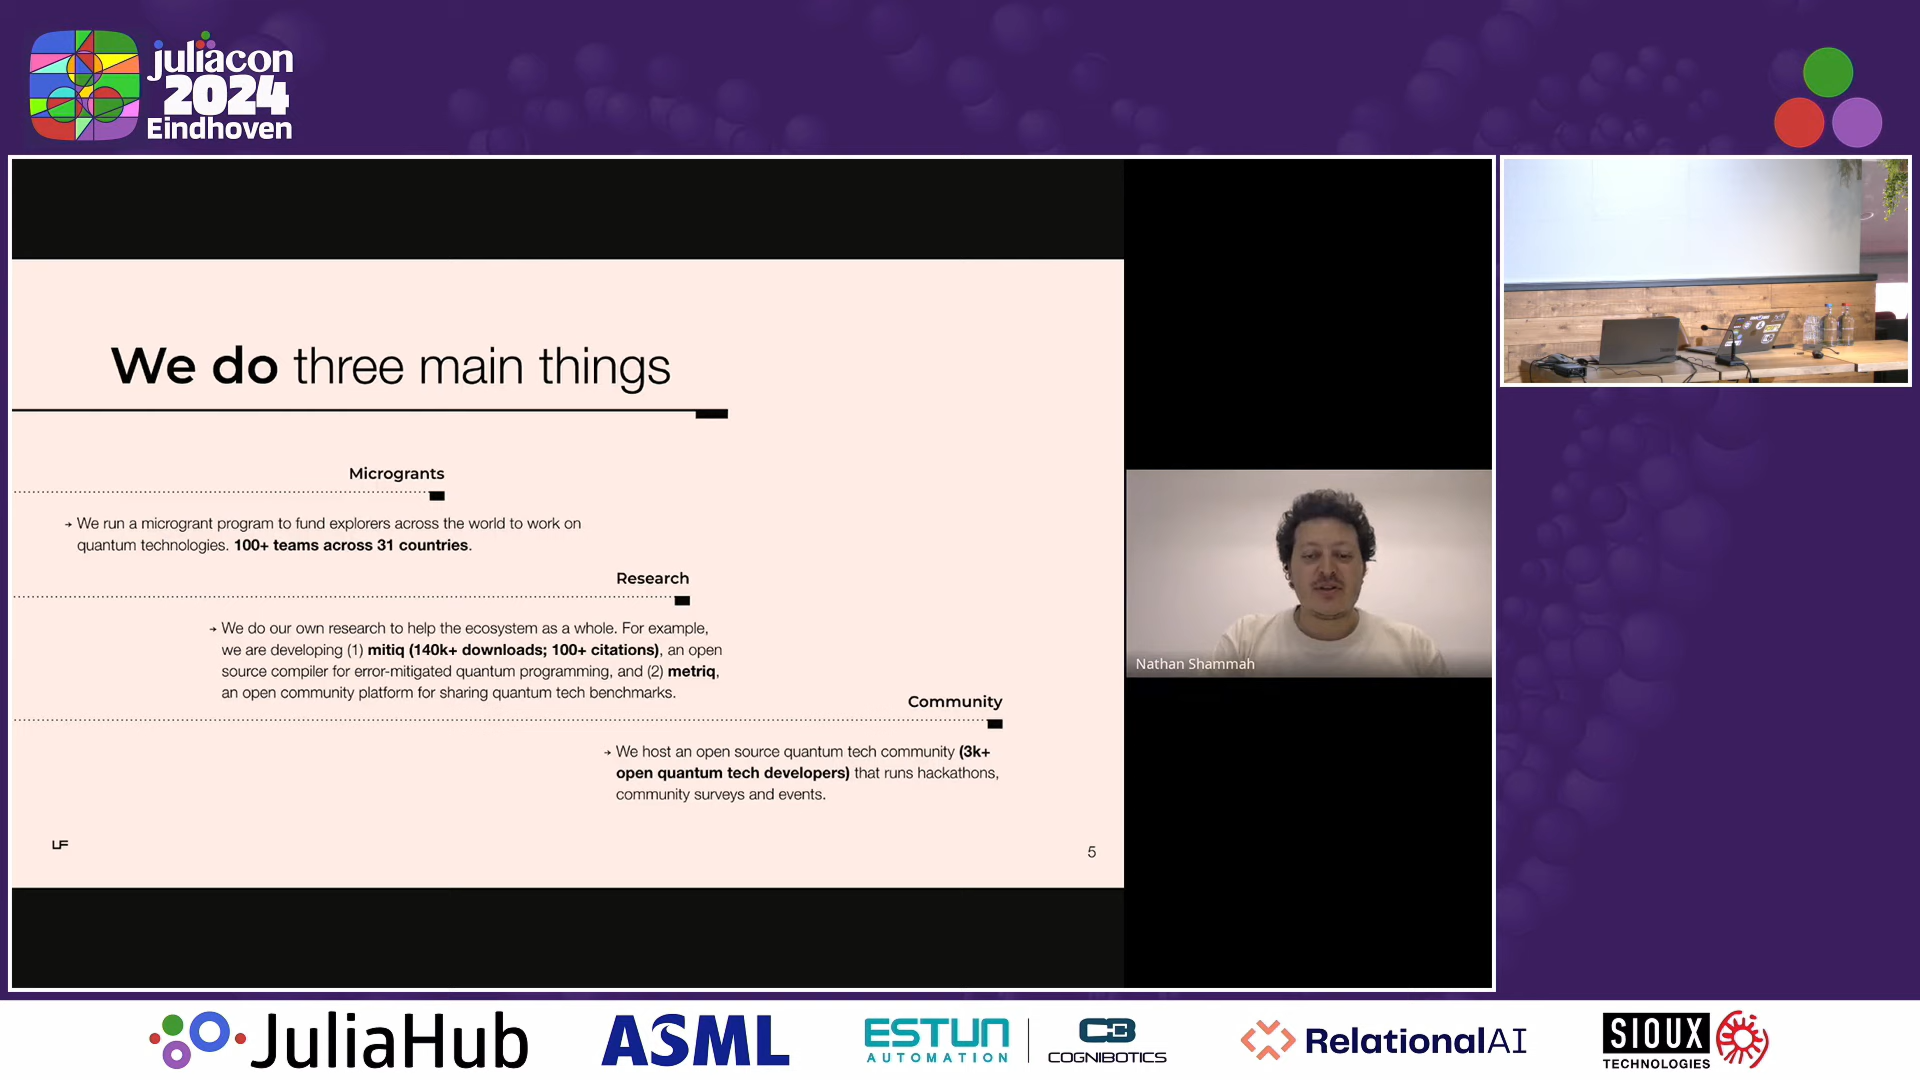 juliacon
2024
Eindhoven
We do three main things
Microgrants
→ We run a microgrant program to fund explorers across the world to work on
quantum technologies. 100+ teams across 31 countries.
Research
→ We do our own research to help the ecosystem as a whole. For example,
we are developing (1) mitiq (140k+ downloads; 100+ citations), an open
source compiler for error-mitigated quantum programming, and (2) metriq,
an open community platform for sharing quantum tech benchmarks.
Community
→ We host an open source quantum tech community (3k+
open quantum tech developers) that runs hackathons,
community surveys and events.
UF
5
Nathan Shammah
JuliaHub
ASML
ESTUN
AUTOMATION
COGNIBOTICS
RelationalAI
SIOUX
TECHNOLOGIES